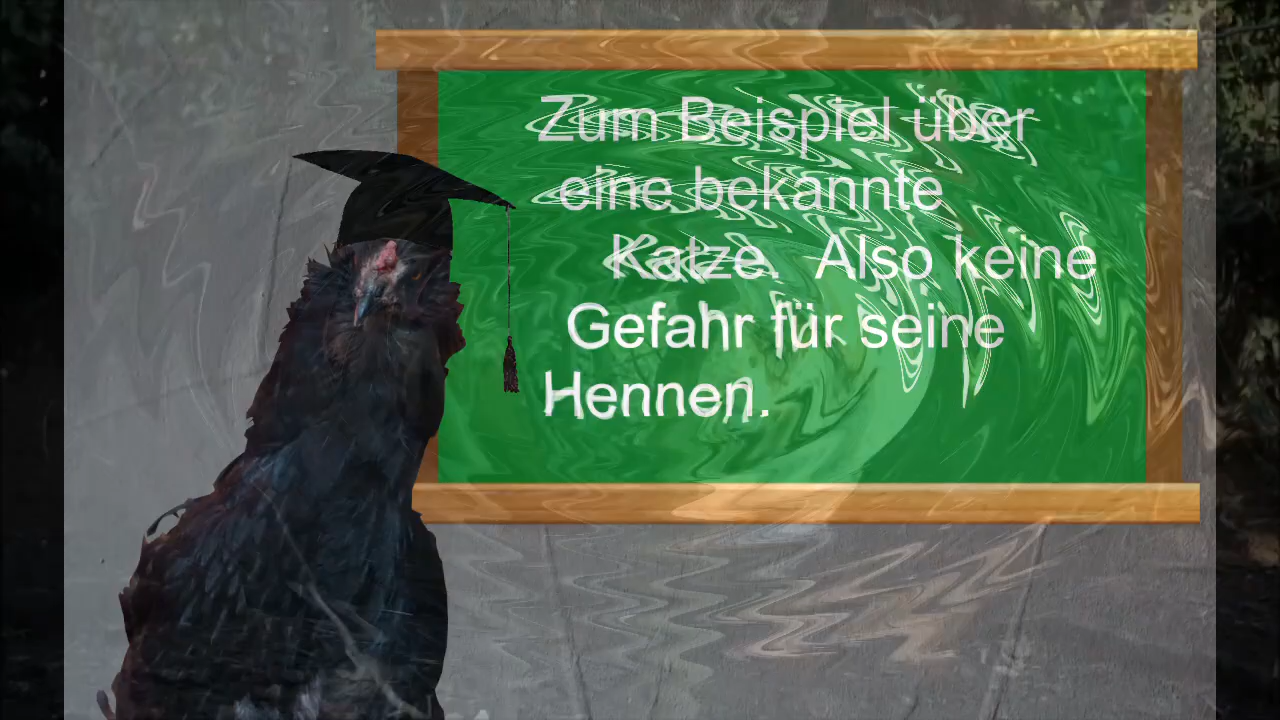 Zum Beispiel über
eine bekannte
Katze. Also keine
Gefahr für seine
Hennen.